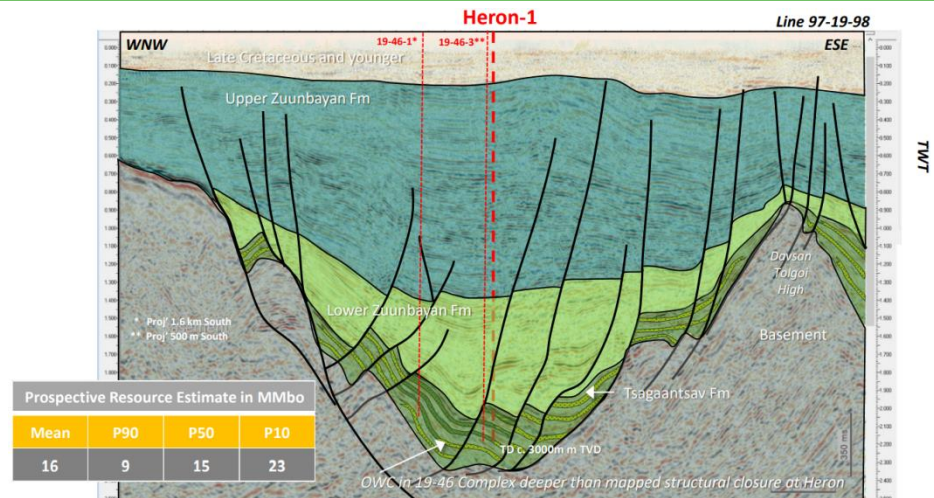 Heron-1
Line 97-19-98
WNW
19-46-1*
19-46-3**
ESE
Late Cretaceous and younger
Upper Zuunbayan Fm
TWT
Davsan
Tolgoi
High
Lower Zuunbayan Fm
* Proj' 1.6 km South
** Proj' 500 m South
Basement
Tsagaantsav Fm
Prospective Resource Estimate in MMbo
Mean P90 P50 P10
16 9 15 23
TD c. 3000m m TVD
350 ms
OWC in 19-46 Complex deeper than mapped structural closure at Heron